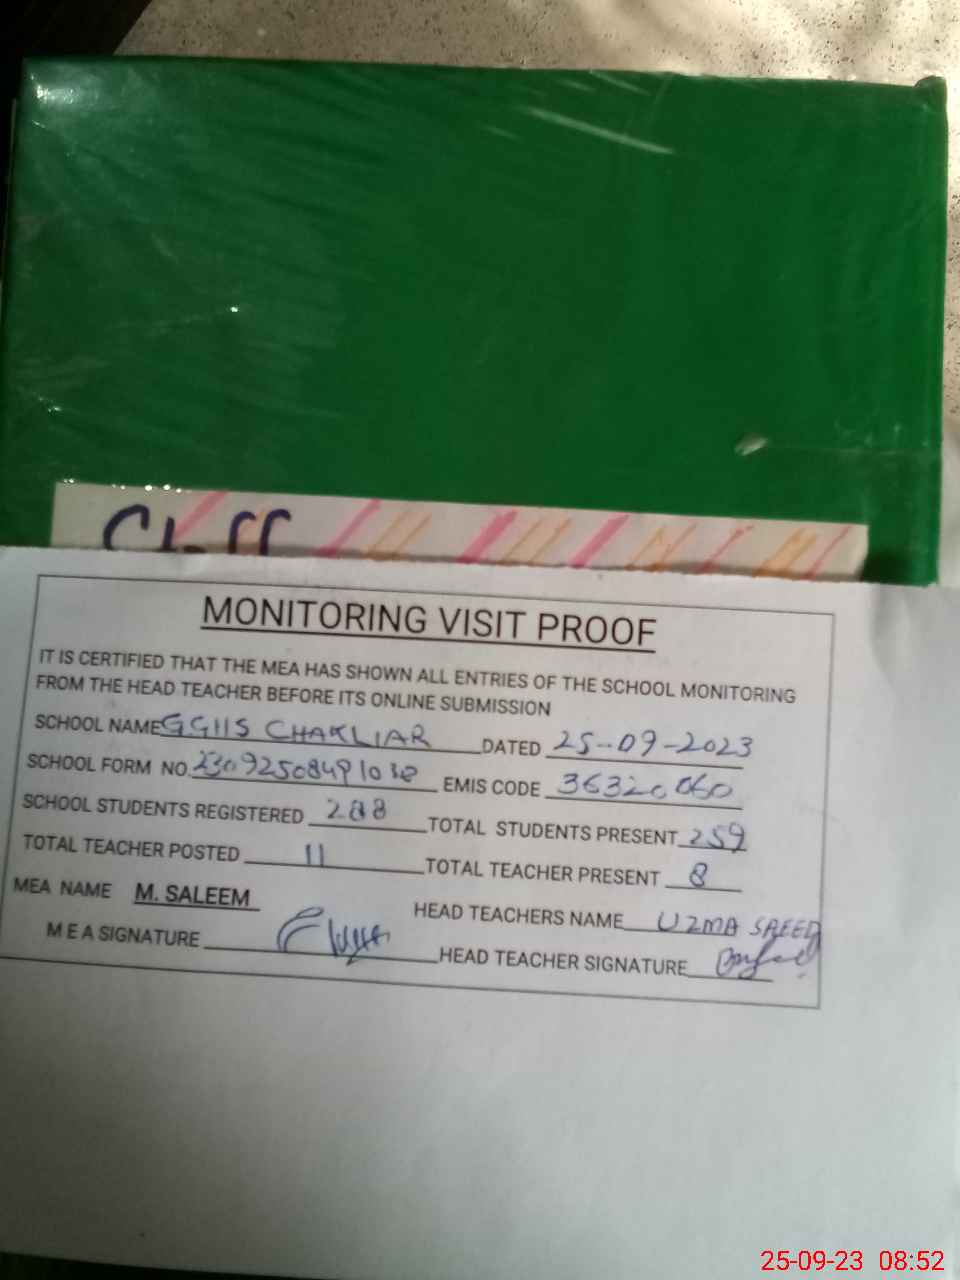 Staff
MONITORING VISIT PROOF
IT IS CERTIFIED THAT THE MEA HAS SHOWN ALL ENTRIES OF THE SCHOOL MONITORING
FROM THE HEAD TEACHER BEFORE ITS ONLINE SUBMISSION
SCHOOL NAME GGHS CHAKLIAR DATED 25-09-2023
SCHOOL FORM NO. EMIS CODE 36320060
SCHOOL STUDENTS REGISTERED 288 TOTAL STUDENTS PRESENT 259
TOTAL TEACHER POSTED 11 TOTAL TEACHER PRESENT 8
MEA NAME M. SALEEM HEAD TEACHERS NAME UZMA SAEED
M E A SIGNATURE HEAD TEACHER SIGNATURE
25-09-23 08:52